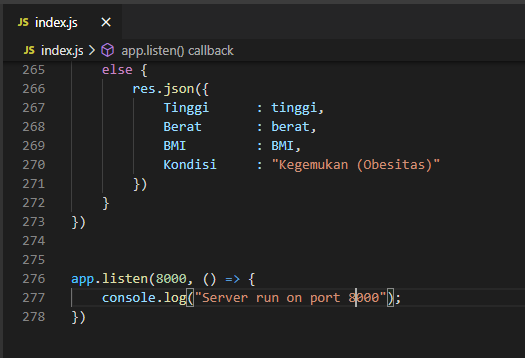 JS index.js ×
JS index.js > app.listen() callback
265 else {
266 res.json({
267 Tinggi : tinggi,
268 Berat : berat,
269 BMI : BMI,
270 Kondisi : "Kegemukan (Obesitas)"
271 })
272 }
273 })
274
275
276 app.listen(8000, () => {
277 console.log("Server run on port 8000");
278 })